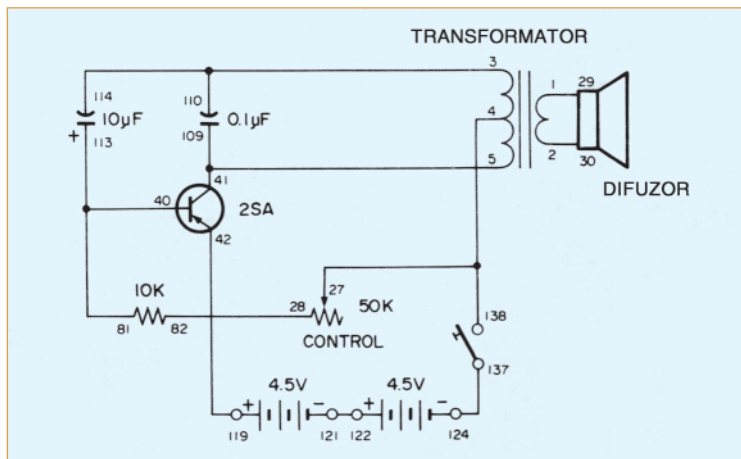 TRANSFORMATOR
3
114
110
1
29
10µF
0.1µF
4
+
113
109
2
30
5
41
DIFUZOR
40
2SA
42
27
10K
28
50K
138
81
82
CONTROL
137
4.5V
4.5V
+
−
+
−
119
121
122
124